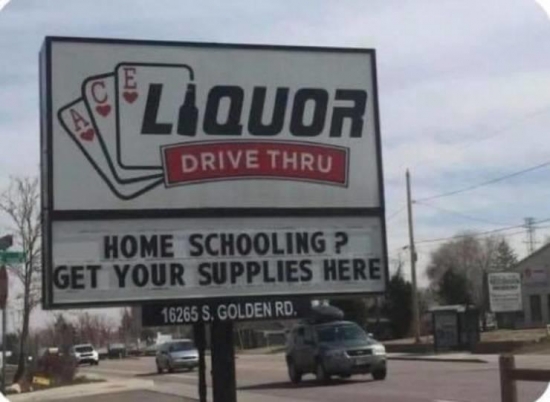 A C E LIQUOR
DRIVE THRU
HOME SCHOOLING ?
GET YOUR SUPPLIES HERE
16265 S. GOLDEN RD.